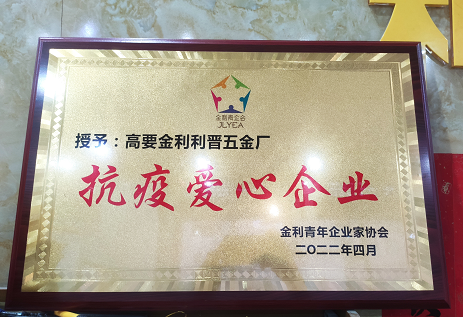 金利青企会
JLYEA
授予：高要金利利晋五金厂
抗疫爱心企业
金利青年企业家协会
二〇二二年四月